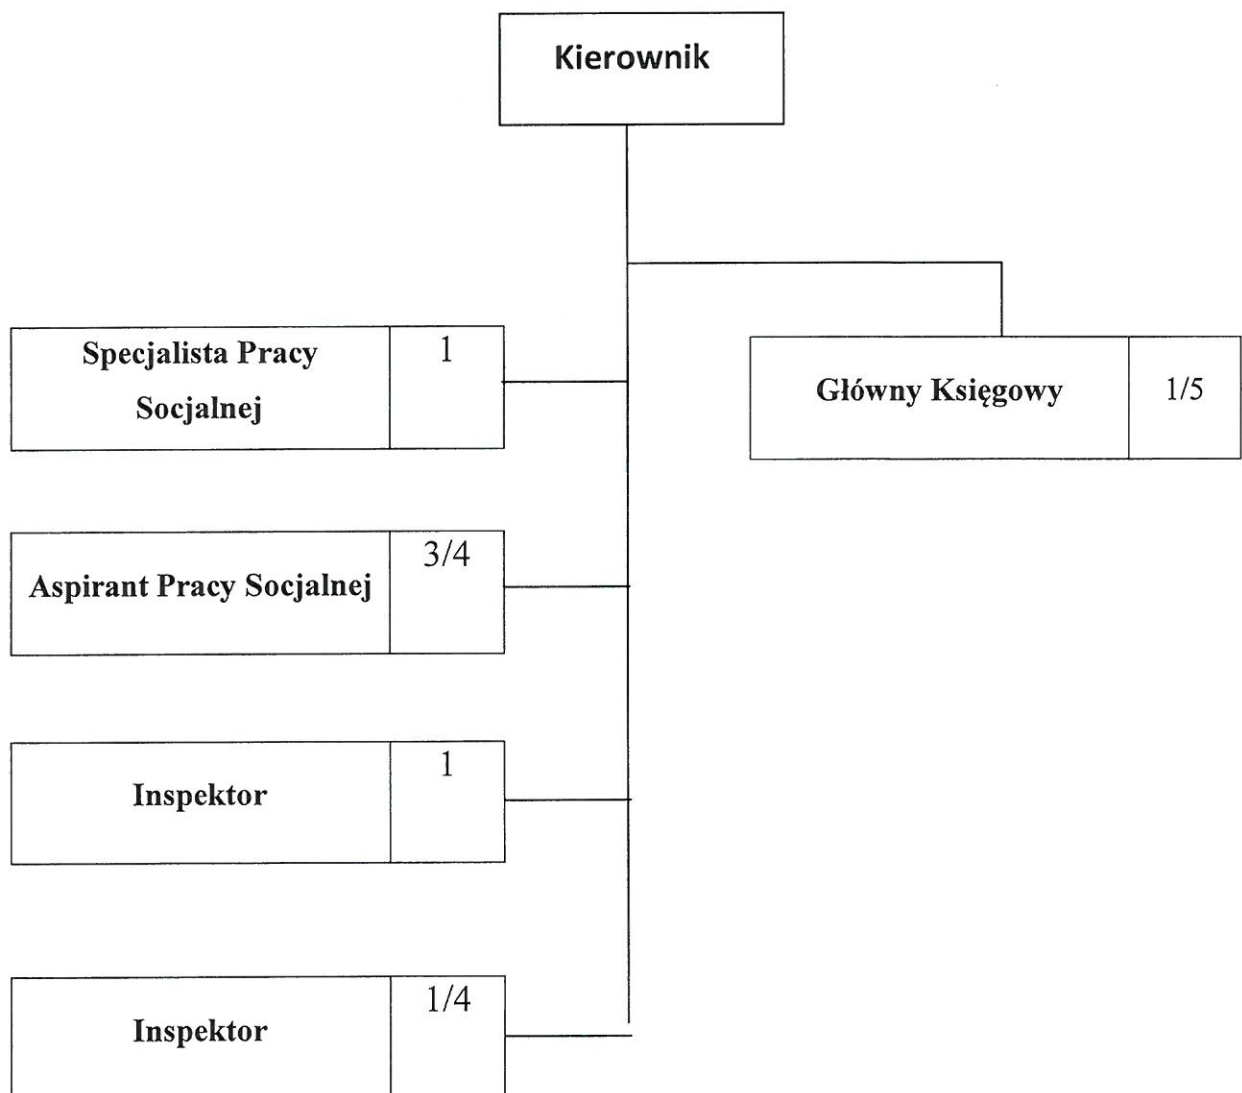 Kierownik
Specjalista Pracy
Socjalnej
1
Główny Księgowy
1/5
Aspirant Pracy Socjalnej
3/4
Inspektor
1
Inspektor
1/4